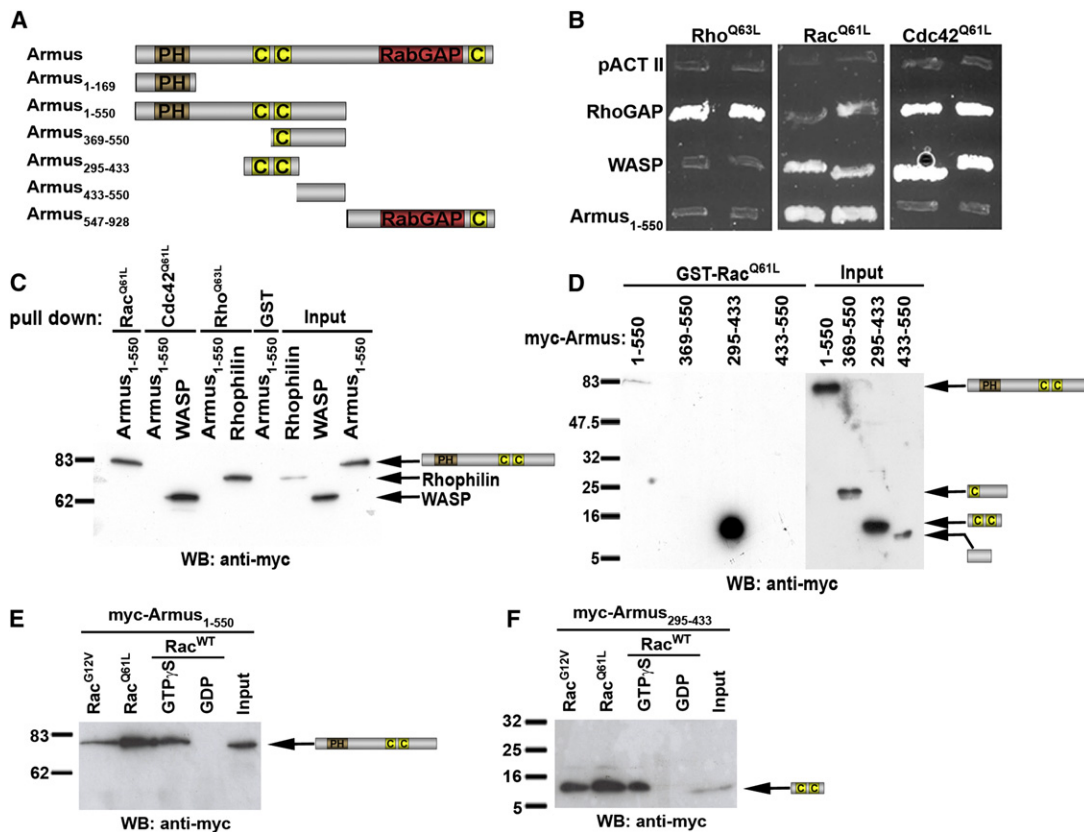 A
Armus PH C C RabGAP C
Armus1-169 PH
Armus1-550 PH C C
Armus369-550 C
Armus295-433 C C
Armus433-550
Armus547-928 RabGAP C
B
RhoQ63L RacQ61L Cdc42Q61L
pACT II
RhoGAP
WASP
Armus1-550
C
pull down: RacQ61L Cdc42Q61L RhoQ63L GST Input
Armus1-550 Armus1-550 WASP Armus1-550 Rhophilin Armus1-550 Rhophilin WASP Armus1-550
83 PH C C
Rhophilin
62 WASP
WB: anti-myc
D
GST-RacQ61L Input
myc-Armus: 1-550 369-550 295-433 433-550 1-550 369-550 295-433 433-550
83 PH C C
47.5
32
25 C
16 C C
5
WB: anti-myc
E
myc-Armus1-550
RacWT
RacG12V RacQ61L GTPγS GDP Input
83 PH C C
62
WB: anti-myc
F
myc-Armus295-433
RacWT
RacG12V RacQ61L GTPγS GDP Input
32
25
16 C C
5
WB: anti-myc